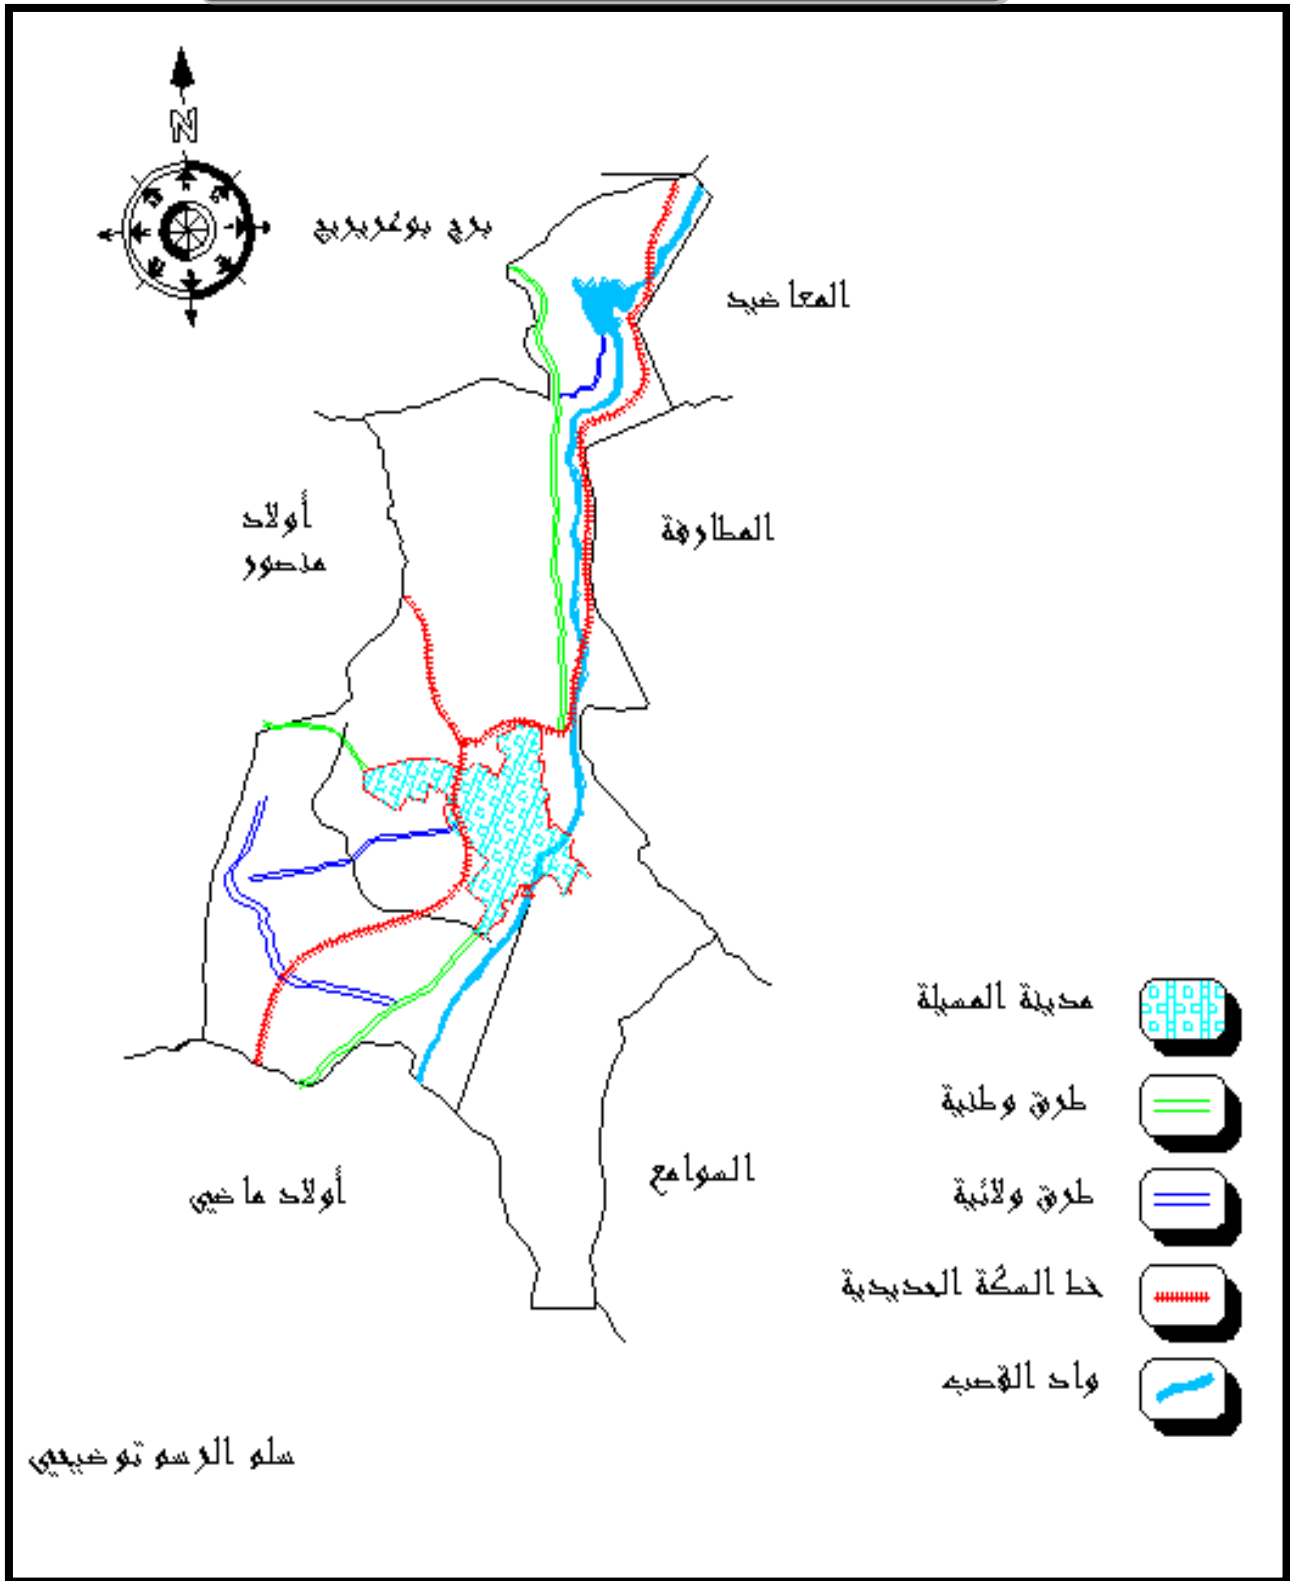 N
برج بوعريريج
المعاضيد
أولاد
منصور
المطارفة
مدينة المسيلة
طرق وطنية
أولاد ماضي
السوامع
طرق ولائية
خط السكة الحديدية
واد القصب
سلم الرسم توضيحي